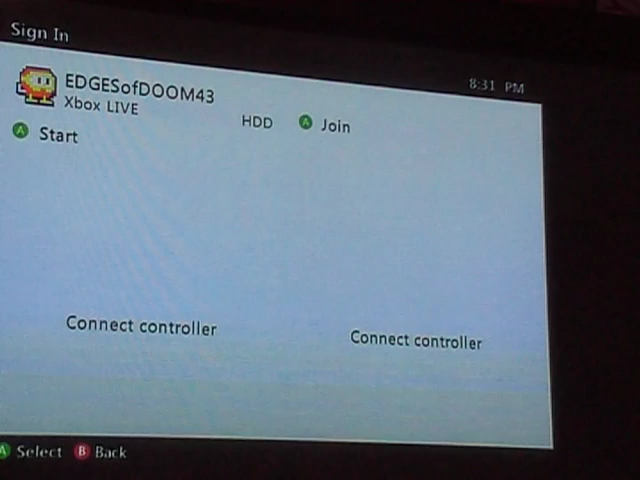 Sign In
8:31 PM
EDGESofDOOM43
Xbox LIVE
HDD
A Join
A Start
Connect controller
Connect controller
A Select B Back